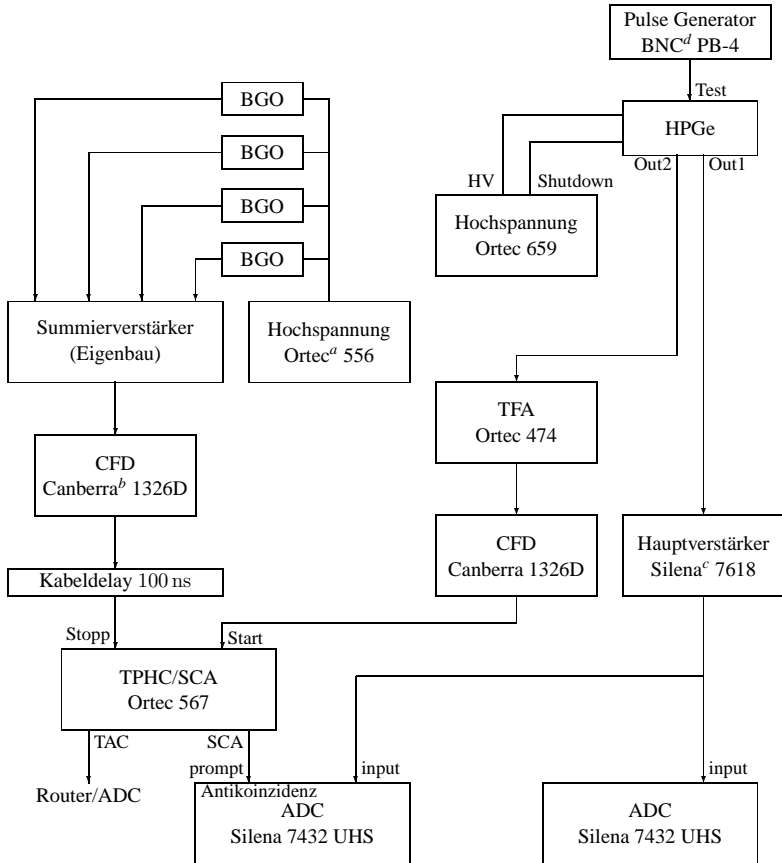 Pulse Generator
BNC^d PB-4
Test
BGO
HPGe
Out2 Out1
BGO
HV Shutdown
BGO
Hochspannung
Ortec 659
BGO
Summierverstärker
(Eigenbau)
Hochspannung
Ortec^a 556
TFA
Ortec 474
CFD
Canberra^b 1326D
CFD
Canberra 1326D
Hauptverstärker
Silena^c 7618
Kabeldelay 100 ns
Stopp
Start
TPHC/SCA
Ortec 567
TAC
SCA
prompt
input
input
Router/ADC
Antikoinzidenz
ADC
Silena 7432 UHS
ADC
Silena 7432 UHS